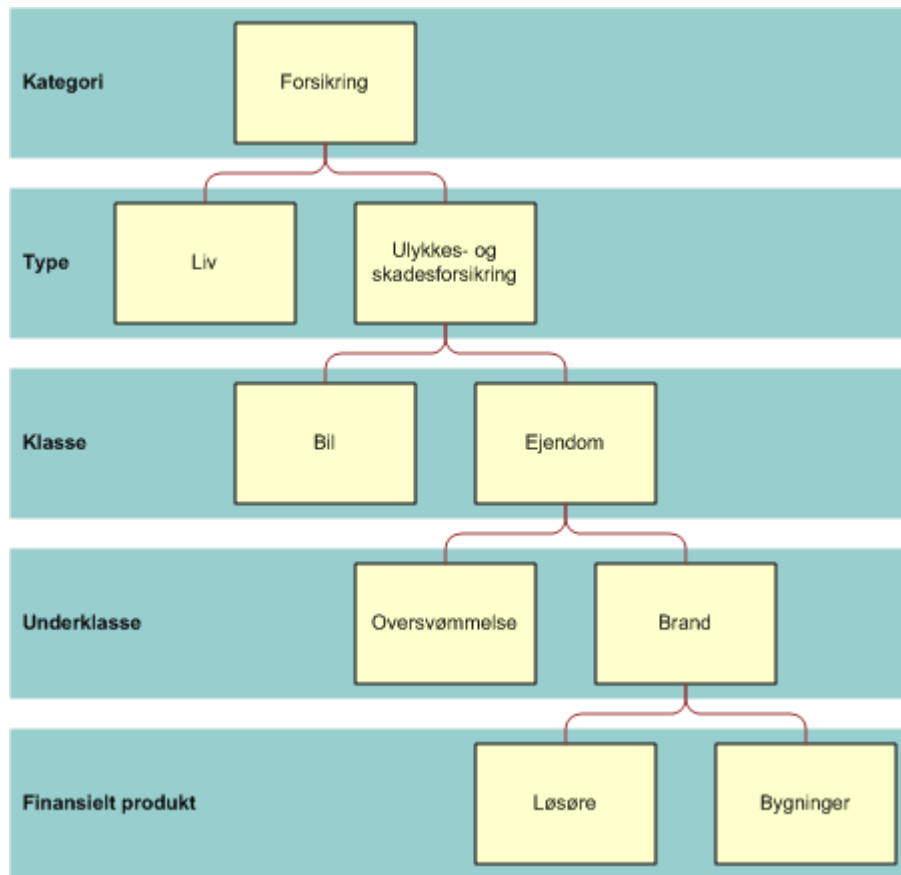 Kategori
Forsikring
Type
Liv
Ulykkes- og
skadesforsikring
Klasse
Bil
Ejendom
Underklasse
Oversvømmelse
Brand
Finansielt produkt
Løsøre
Bygninger